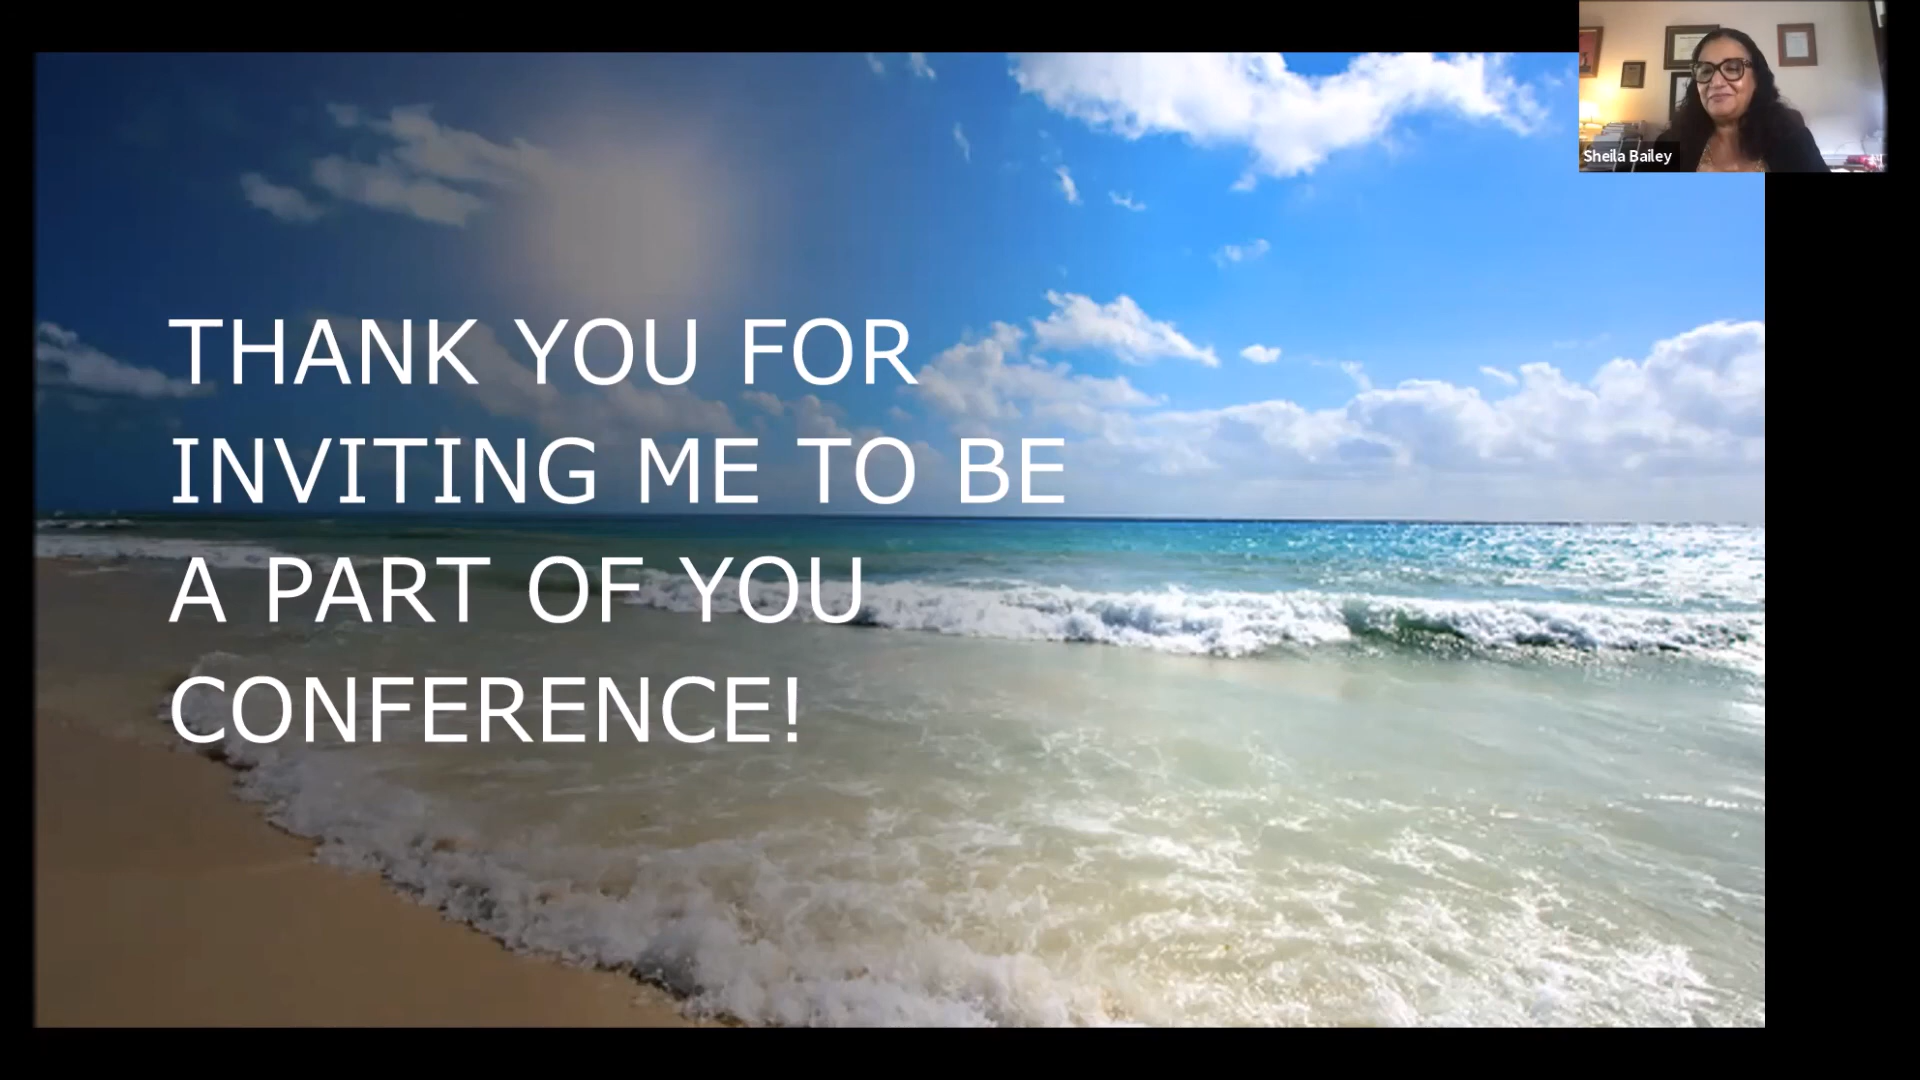 Sheila Bailey
THANK YOU FOR
INVITING ME TO BE
A PART OF YOU
CONFERENCE!